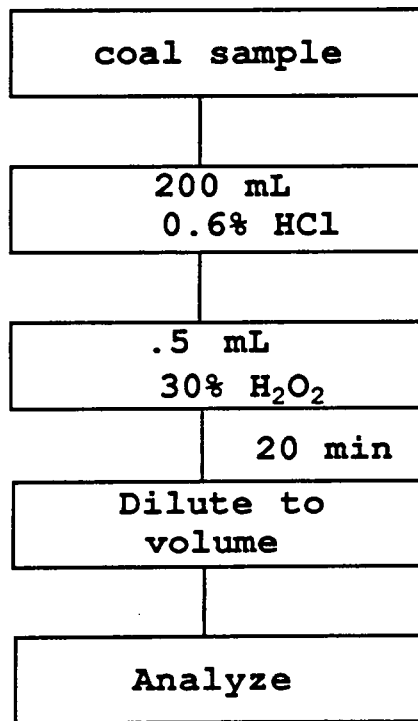 coal sample
200 mL
0.6% HCl
.5 mL
30% H₂O₂
20 min
Dilute to
volume
Analyze